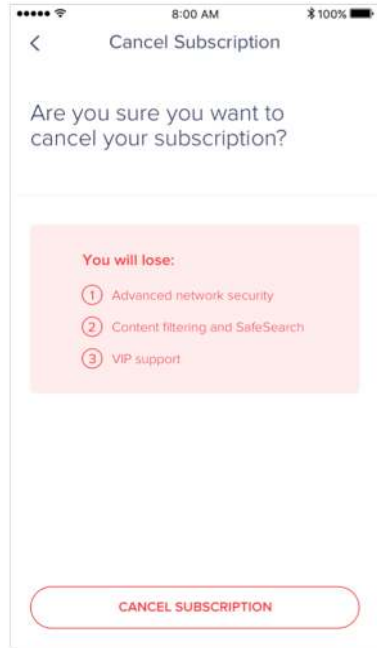 8:00 AM 100%
Cancel Subscription
Are you sure you want to
cancel your subscription?
You will lose:
1 Advanced network security
2 Content filtering and SafeSearch
3 VIP support
CANCEL SUBSCRIPTION